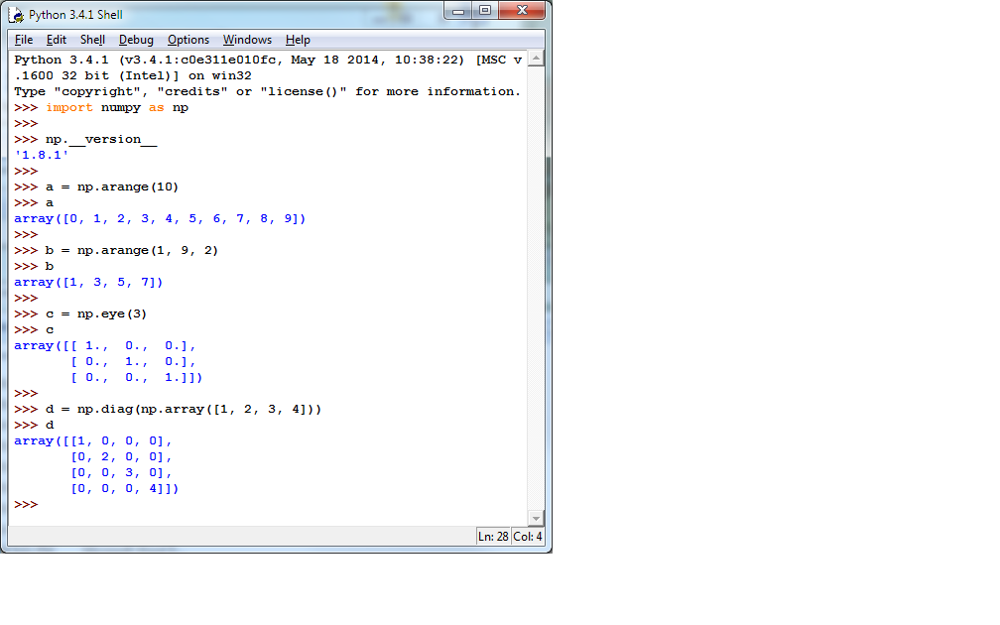 Python 3.4.1 Shell
File Edit Shell Debug Options Windows Help
Python 3.4.1 (v3.4.1:c0e311e010fc, May 18 2014, 10:38:22) [MSC v
.1600 32 bit (Intel)] on win32
Type "copyright", "credits" or "license()" for more information.
>>> import numpy as np
>>>
>>> np.__version__
'1.8.1'
>>>
>>> a = np.arange(10)
>>> a
array([0, 1, 2, 3, 4, 5, 6, 7, 8, 9])
>>>
>>> b = np.arange(1, 9, 2)
>>> b
array([1, 3, 5, 7])
>>>
>>> c = np.eye(3)
>>> c
array([[ 1.,  0.,  0.],
       [ 0.,  1.,  0.],
       [ 0.,  0.,  1.]])
>>>
>>> d = np.diag(np.array([1, 2, 3, 4]))
>>> d
array([[1, 0, 0, 0],
       [0, 2, 0, 0],
       [0, 0, 3, 0],
       [0, 0, 0, 4]])
>>>
Ln: 28 Col: 4